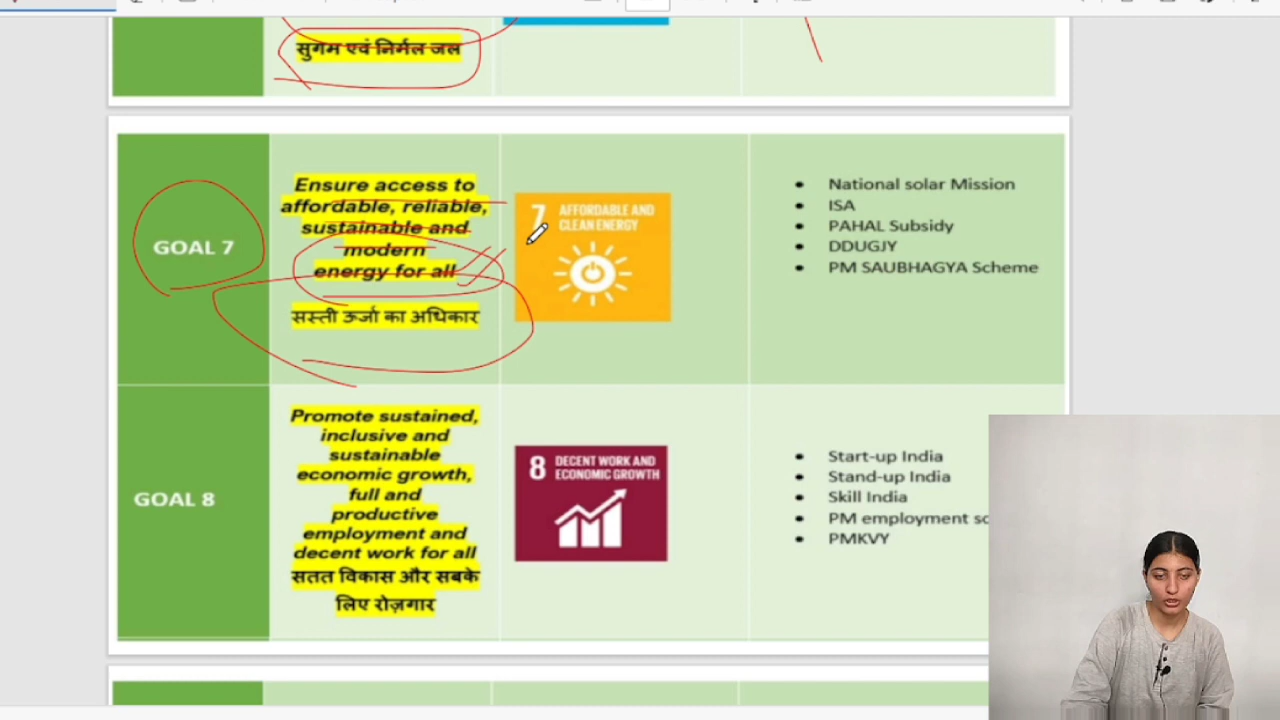 सुगम एवं निर्मल जल
GOAL 7
Ensure access to
affordable, reliable,
sustainable and
modern
energy for all
सस्ती ऊर्जा का अधिकार
7 AFFORDABLE AND
CLEAN ENERGY
National solar Mission
ISA
PAHAL Subsidy
DDUGJY
PM SAUBHAGYA Scheme
GOAL 8
Promote sustained,
inclusive and
sustainable
economic growth,
full and
productive
employment and
decent work for all
सतत विकास और सबके
लिए रोज़गार
8 DECENT WORK AND
ECONOMIC GROWTH
Start-up India
Stand-up India
Skill India
PM employment
PMKVY